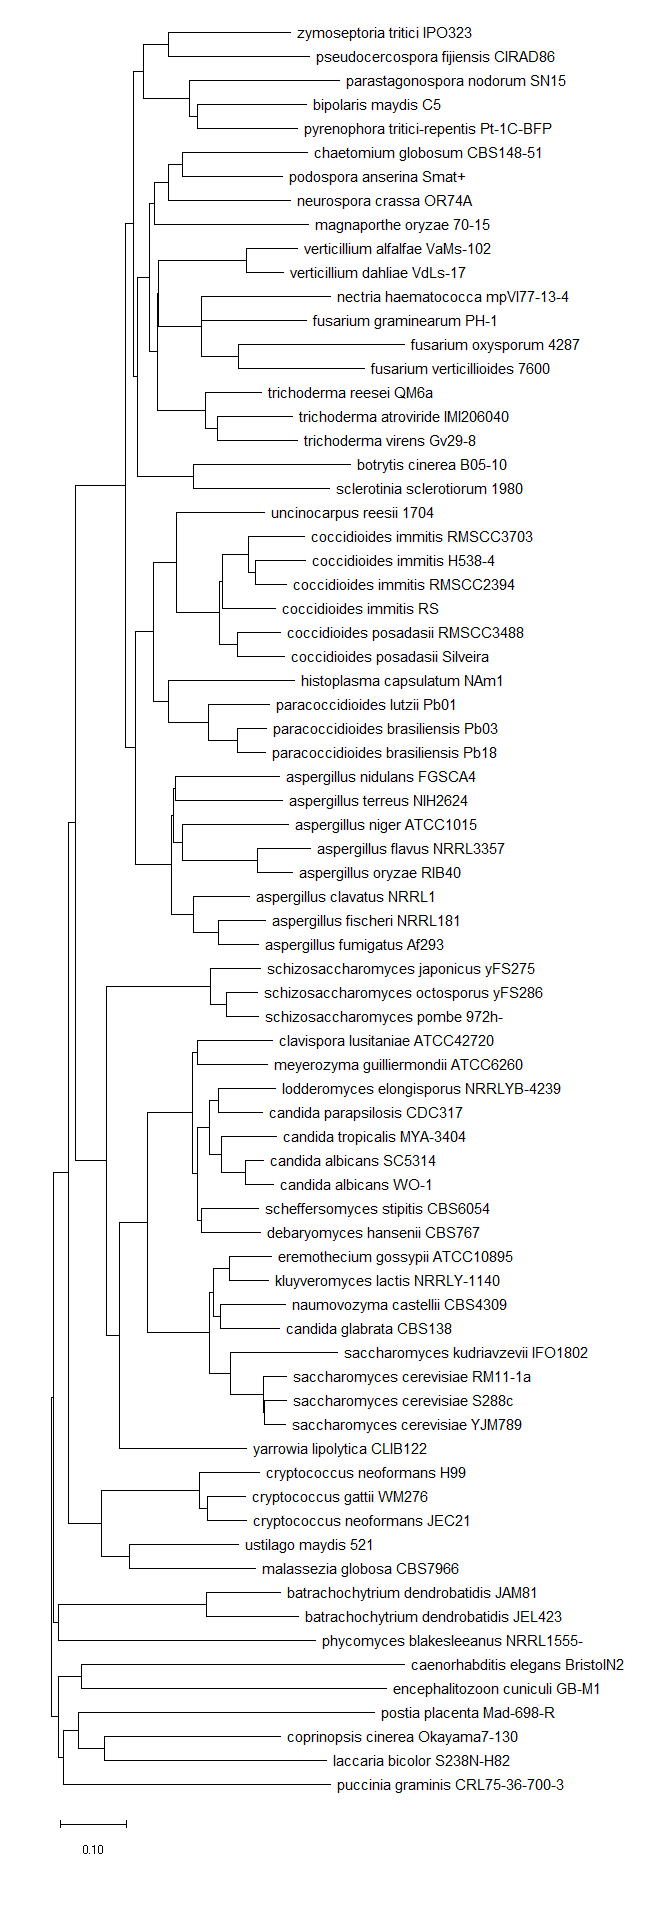 zymoseptoria tritici IPO323
pseudocercospora fijiensis CIRAD86
parastagonospora nodorum SN15
bipolaris maydis C5
pyrenophora tritici-repentis Pt-1C-BFP
chaetomium globosum CBS148-51
podospora anserina Smat+
neurospora crassa OR74A
magnaporthe oryzae 70-15
verticillium alfalfae VaMs-102
verticillium dahliae VdLs-17
nectria haematococca mpVI77-13-4
fusarium graminearum PH-1
fusarium oxysporum 4287
fusarium verticillioides 7600
trichoderma reesei QM6a
trichoderma atroviride IMI206040
trichoderma virens Gv29-8
botrytis cinerea B05-10
sclerotinia sclerotiorum 1980
uncinocarpus reesii 1704
coccidioides immitis RMSCC3703
coccidioides immitis H538-4
coccidioides immitis RMSCC2394
coccidioides immitis RS
coccidioides posadasii RMSCC3488
coccidioides posadasii Silveira
histoplasma capsulatum NAm1
paracoccidioides lutzii Pb01
paracoccidioides brasiliensis Pb03
paracoccidioides brasiliensis Pb18
aspergillus nidulans FGSCA4
aspergillus terreus NIH2624
aspergillus niger ATCC1015
aspergillus flavus NRRL3357
aspergillus oryzae RIB40
aspergillus clavatus NRRL1
aspergillus fischeri NRRL181
aspergillus fumigatus Af293
schizosaccharomyces japonicus yFS275
schizosaccharomyces octosporus yFS286
schizosaccharomyces pombe 972h-
clavispora lusitaniae ATCC42720
meyerozyma guilliermondii ATCC6260
lodderomyces elongisporus NRRLYB-4239
candida parapsilosis CDC317
candida tropicalis MYA-3404
candida albicans SC5314
candida albicans WO-1
scheffersomyces stipitis CBS6054
debaryomyces hansenii CBS767
eremothecium gossypii ATCC10895
kluyveromyces lactis NRRLY-1140
naumovozyma castellii CBS4309
candida glabrata CBS138
saccharomyces kudriavzevii IFO1802
saccharomyces cerevisiae RM11-1a
saccharomyces cerevisiae S288c
saccharomyces cerevisiae YJM789
yarrowia lipolytica CLIB122
cryptococcus neoformans H99
cryptococcus gattii WM276
cryptococcus neoformans JEC21
ustilago maydis 521
malassezia globosa CBS7966
batrachochytrium dendrobatidis JAM81
batrachochytrium dendrobatidis JEL423
phycomyces blakesleeanus NRRL1555-
caenorhabditis elegans BristolN2
encephalitozoon cuniculi GB-M1
postia placenta Mad-698-R
coprinopsis cinerea Okayama7-130
laccaria bicolor S238N-H82
puccinia graminis CRL75-36-700-3
0.10